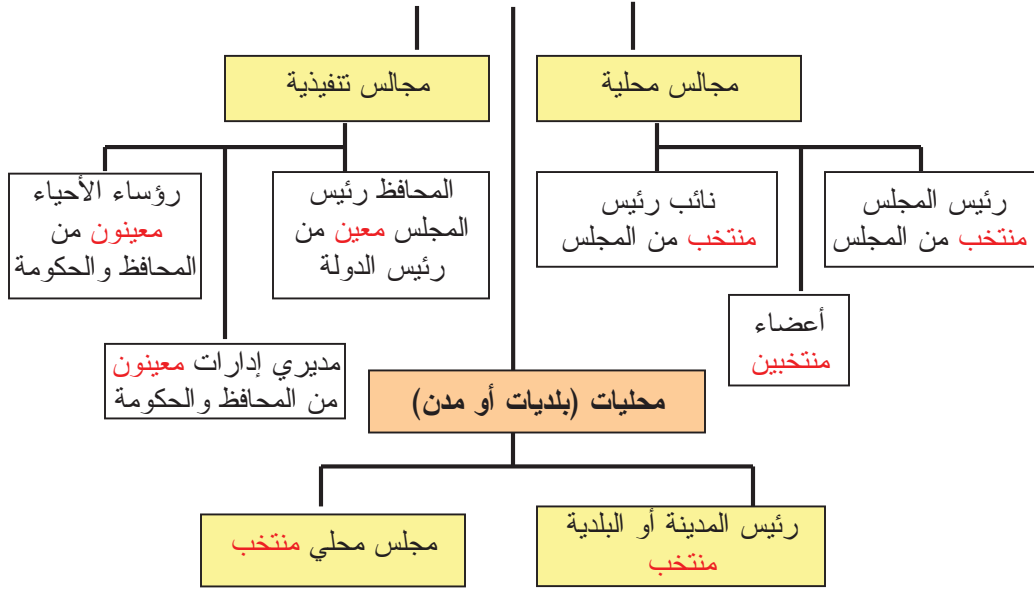 مجالس محلية
مجالس تنفيذية
رئيس المجلس
منتخب من المجلس
نائب رئيس
منتخب من المجلس
المحافظ رئيس
المجلس معين من
رئيس الدولة
رؤساء الأحياء
معينون من
المحافظ والحكومة
أعضاء
منتخبين
مديري إدارات معينون
من المحافظ والحكومة
محليات (بلديات أو مدن)
رئيس المدينة أو البلدية
منتخب
مجلس محلي منتخب